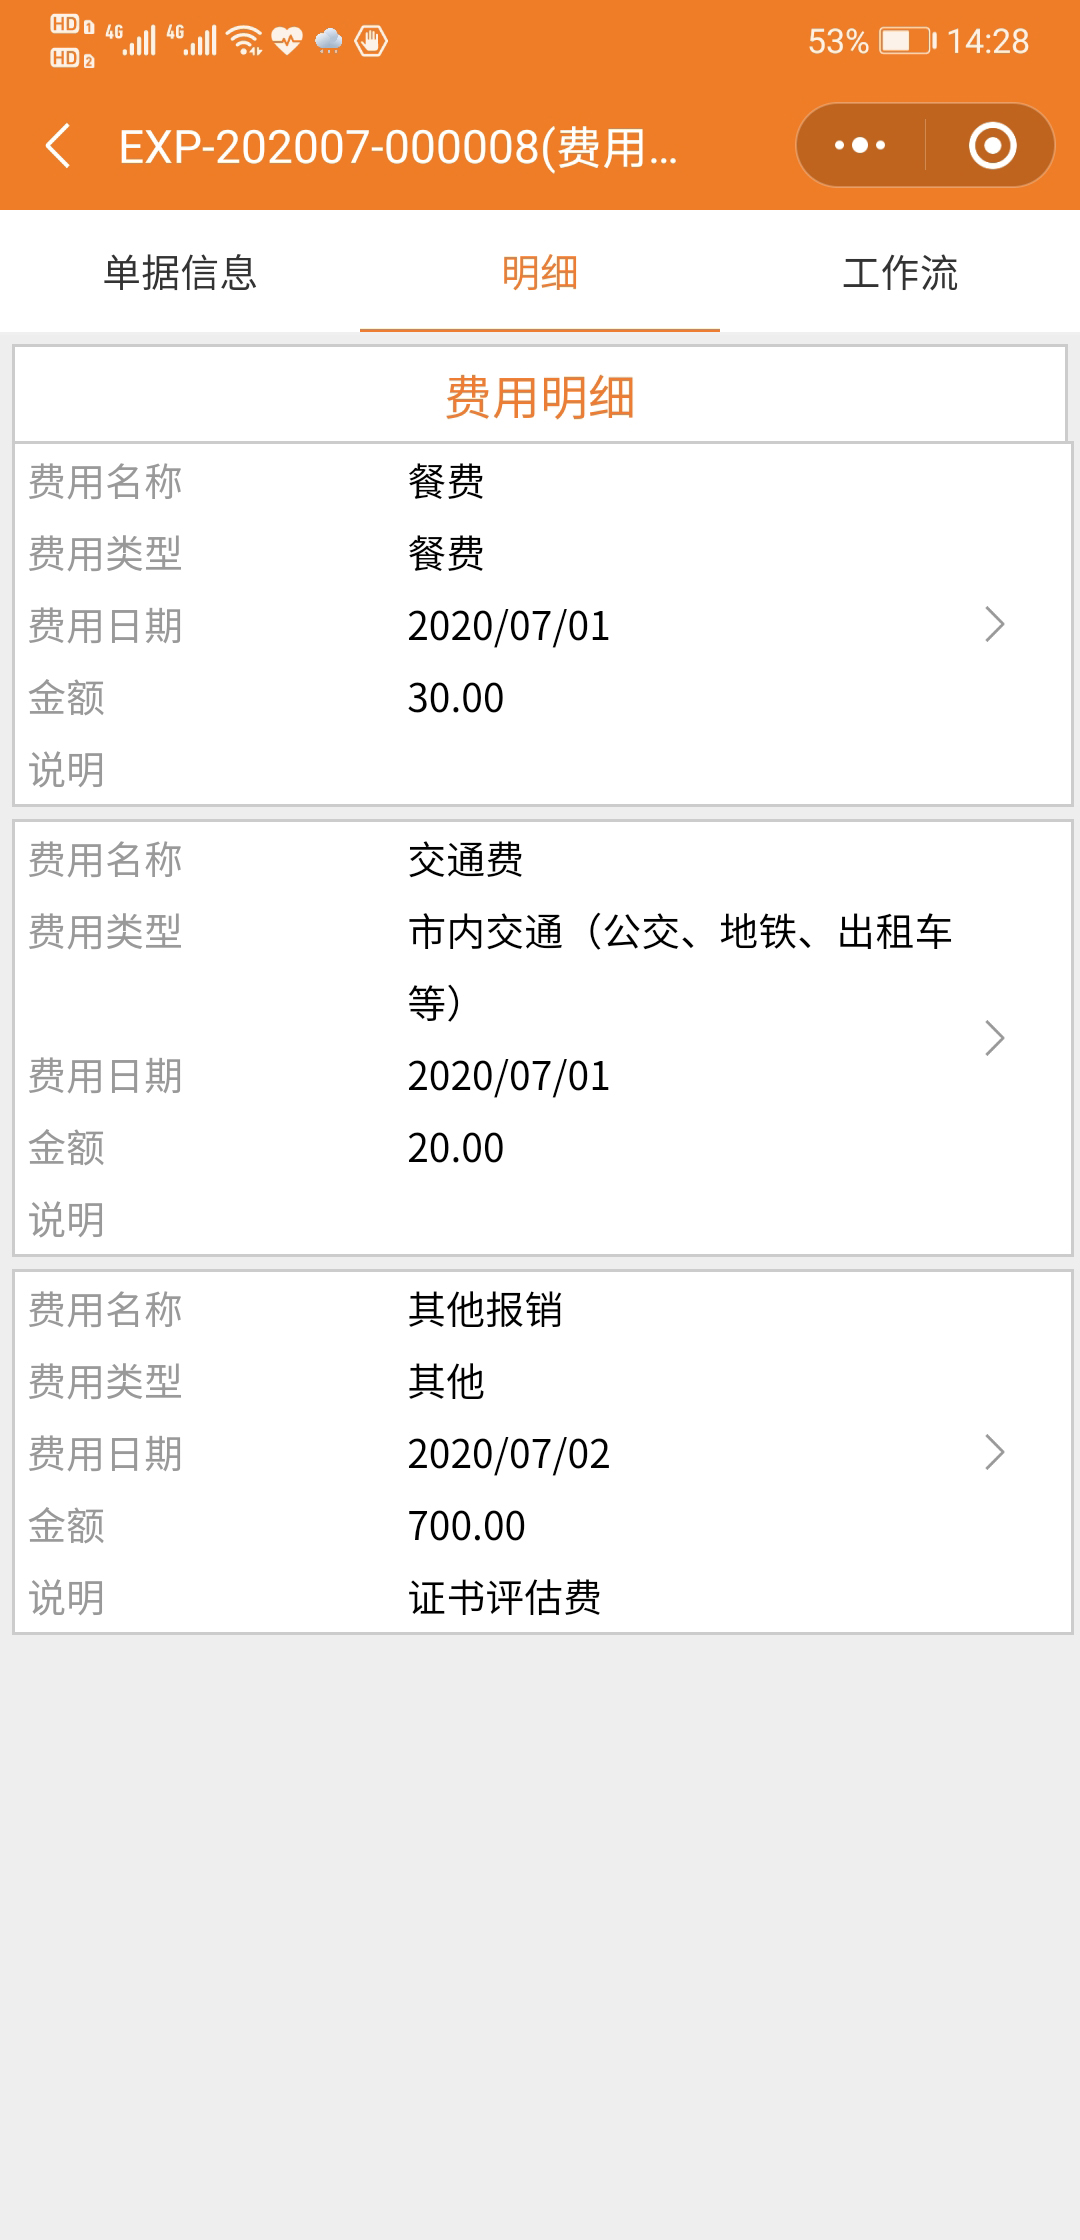 HD 1 4G 4G 53% 14:28
HD 2
EXP-202007-000008(费用...
单据信息 明细 工作流
费用明细
费用名称 餐费
费用类型 餐费
费用日期 2020/07/01
金额 30.00
说明
费用名称 交通费
费用类型 市内交通（公交、地铁、出租车
等）
费用日期 2020/07/01
金额 20.00
说明
费用名称 其他报销
费用类型 其他
费用日期 2020/07/02
金额 700.00
说明 证书评估费